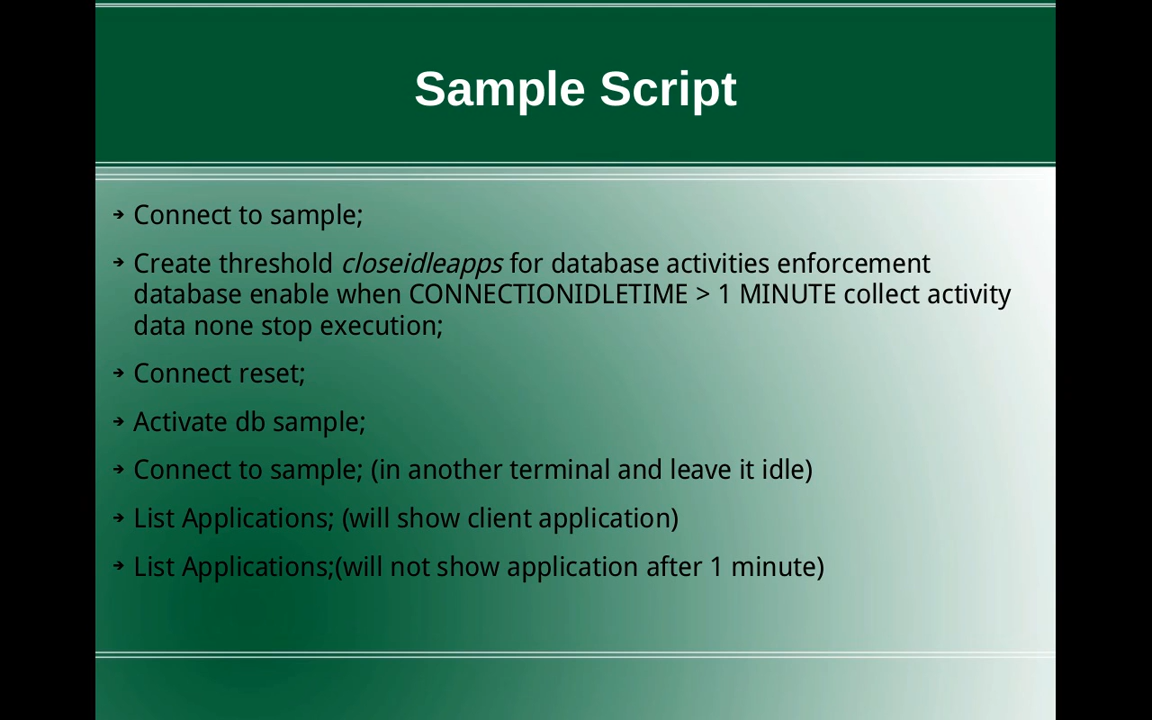 Sample Script
➔ Connect to sample;
➔ Create threshold closeidleapps for database activities enforcement
database enable when CONNECTIONIDLETIME > 1 MINUTE collect activity
data none stop execution;
➔ Connect reset;
➔ Activate db sample;
➔ Connect to sample; (in another terminal and leave it idle)
➔ List Applications; (will show client application)
➔ List Applications;(will not show application after 1 minute)